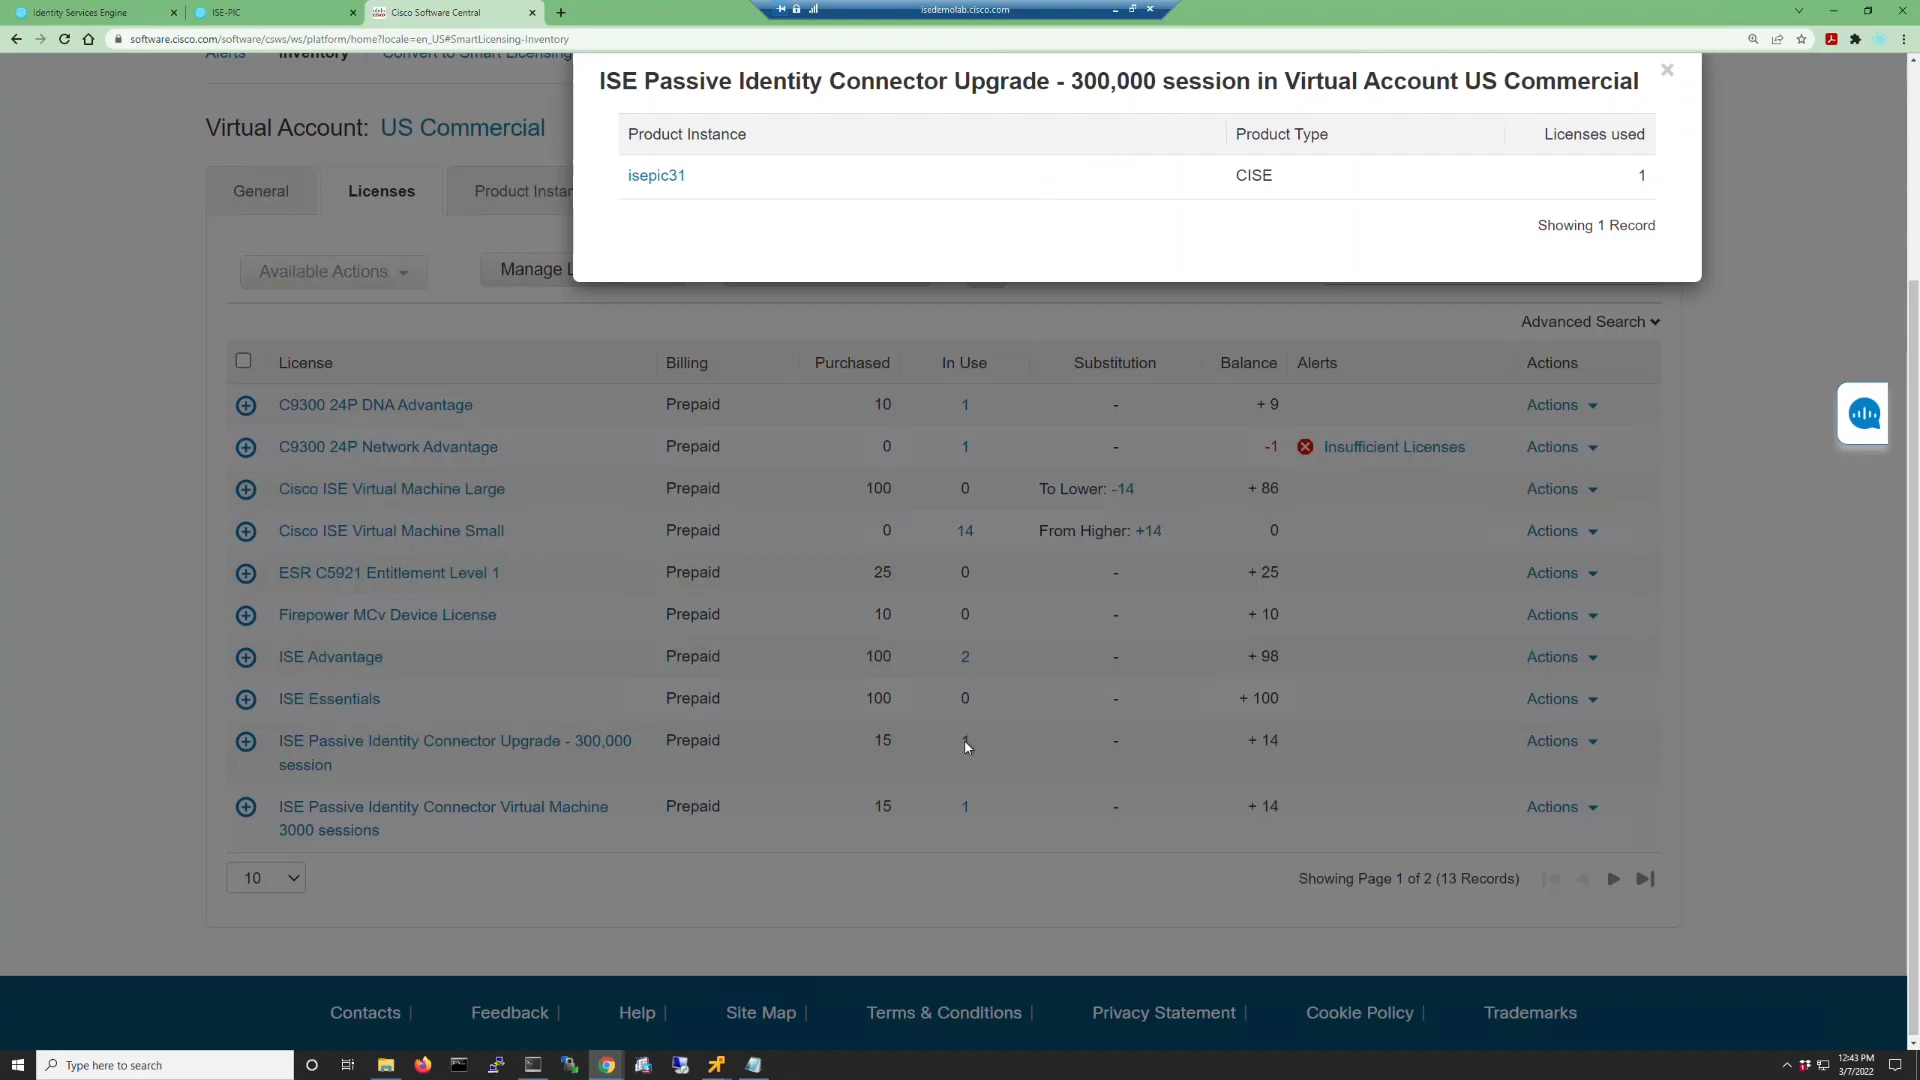 Identity Services Engine
ISE-PIC
Cisco Software Central
isedemolab.cisco.com
software.cisco.com/software/csws/ws/platform/home?locale=en_US#SmartLicensing-Inventory
Alerts Inventory Convert to Smart Licensing
ISE Passive Identity Connector Upgrade - 300,000 session in Virtual Account US Commercial
Product Instance Product Type Licenses used
isepic31 CISE 1
Showing 1 Record
Virtual Account: US Commercial
General Licenses Product Instan
Available Actions Manage L
Advanced Search
License Billing Purchased In Use Substitution Balance Alerts Actions
C9300 24P DNA Advantage Prepaid 10 1 - + 9 Actions
C9300 24P Network Advantage Prepaid 0 1 - -1 Insufficient Licenses Actions
Cisco ISE Virtual Machine Large Prepaid 100 0 To Lower: -14 + 86 Actions
Cisco ISE Virtual Machine Small Prepaid 0 14 From Higher: +14 0 Actions
ESR C5921 Entitlement Level 1 Prepaid 25 0 - + 25 Actions
Firepower MCv Device License Prepaid 10 0 - + 10 Actions
ISE Advantage Prepaid 100 2 - + 98 Actions
ISE Essentials Prepaid 100 0 - + 100 Actions
ISE Passive Identity Connector Upgrade - 300,000 Prepaid 15 1 - + 14 Actions
session
ISE Passive Identity Connector Virtual Machine Prepaid 15 1 - + 14 Actions
3000 sessions
10 Showing Page 1 of 2 (13 Records)
Contacts | Feedback | Help | Site Map | Terms & Conditions | Privacy Statement | Cookie Policy | Trademarks
Type here to search
12:43 PM
3/7/2022